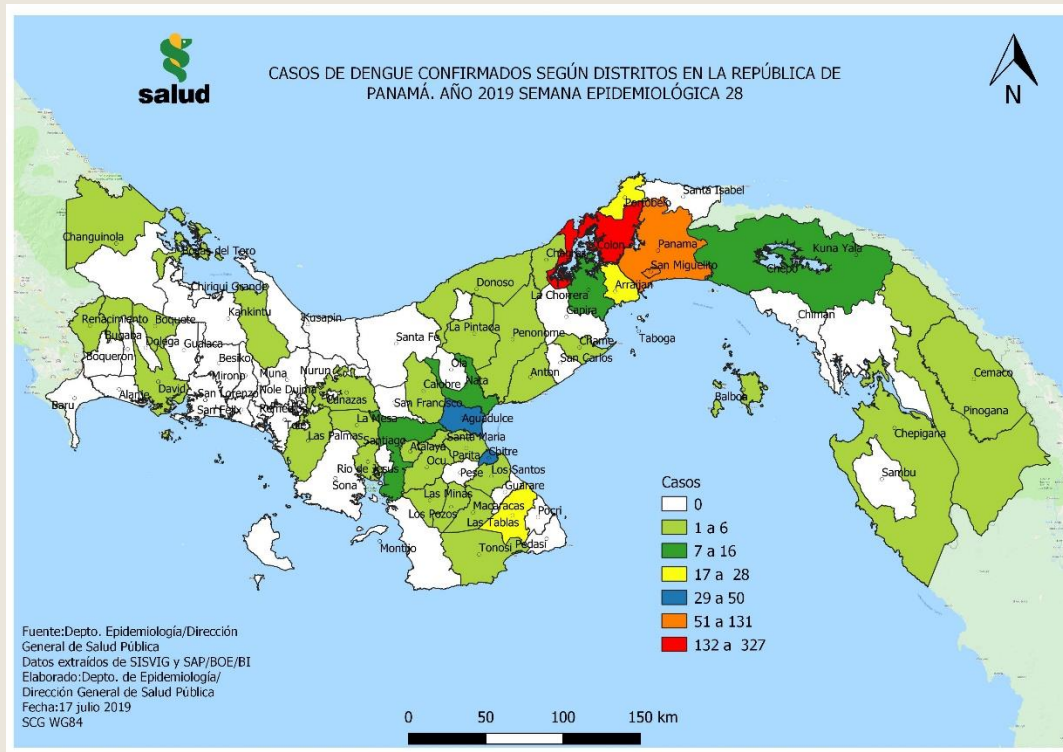 salud
CASOS DE DENGUE CONFIRMADOS SEGÚN DISTRITOS EN LA REPÚBLICA DE
PANAMÁ. AÑO 2019 SEMANA EPIDEMIOLÓGICA 28
N
Santa Isabel
Portobelo
Changuinola
Bocas del Toro
Colon
Panama
Kuna Yala
Chepo
San Miguelito
Donoso
Chiriqui Grande
La Chorrera
Arraijan
Kankintu
Capira
Chiman
Renacimiento
Boquete
Kusapin
La Pintada
Bugaba
Dolega
Gualaca
Santa Fe
Penonome
Chame
Taboga
Boqueron
Besiko
San Carlos
Mirono
Muna
Nurun
Ole
Anton
Cemaco
Alanje
David
Nole Duima
Calobre
Nata
Baru
San Lorenzo
Cañazas
San Francisco
Balboa
Pinogana
San Felix
Remedios
La Mesa
Aguadulce
Tole
Chepigana
Las Palmas
Santiago
Santa Maria
Atalaya
Parita
Chitre
Rio de Jesus
Ocu
Pese
Los Santos
Sambu
Sona
Guarare
Las Minas
Macaracas
Pocri
Los Pozos
Las Tablas
Montijo
Tonosi
Pedasi
Casos
0
1 a 6
7 a 16
17 a 28
29 a 50
51 a 131
132 a 327
Fuente:Depto. Epidemiología/Dirección
General de Salud Pública
Datos extraídos de SISVIG y SAP/BOE/BI
Elaborado:Depto. de Epidemiología/
Dirección General de Salud Pública
Fecha:17 julio 2019
SCG WG84
0 50 100 150 km